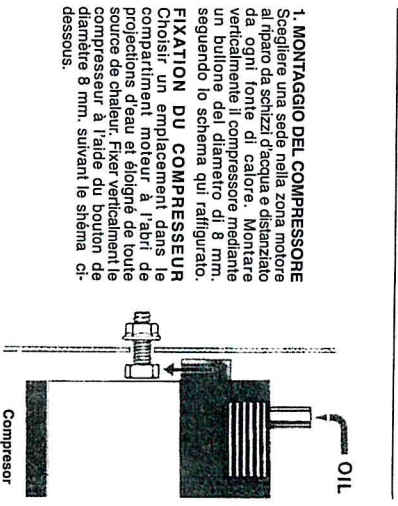 1. MONTAGGIO DEL COMPRESSORE
Scegliere una sede nella zona motore
al riparo da schizzi d'acqua e distanziato
da ogni fonte di calore. Montare
verticalmente il compressore mediante
un bullone del diametro di 8 mm.
seguendo lo schema qui raffigurato.
FIXATION DU COMPRESSEUR
Choisir un emplacement dans le
compartiment moteur à l'abri de
projections d'eau et éloigné de toute
source de chaleur. Fixer verticalment le
compresseur à l'aide du bouton de
diamètre 8 mm. suivant le shéma ci-
dessous.
OIL
Compresor